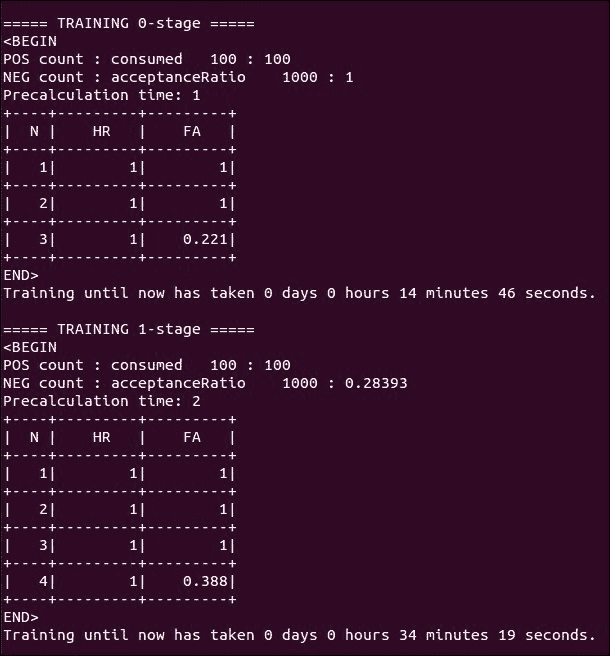 ===== TRAINING 0-stage =====
<BEGIN
POS count : consumed   100 : 100
NEG count : acceptanceRatio    1000 : 1
Precalculation time: 1
+----+---------+---------+
|  N |    HR   |    FA   |
+----+---------+---------+
|   1|        1|        1|
+----+---------+---------+
|   2|        1|        1|
+----+---------+---------+
|   3|        1|    0.221|
+----+---------+---------+
END>
Training until now has taken 0 days 0 hours 14 minutes 46 seconds.

===== TRAINING 1-stage =====
<BEGIN
POS count : consumed   100 : 100
NEG count : acceptanceRatio    1000 : 0.28393
Precalculation time: 2
+----+---------+---------+
|  N |    HR   |    FA   |
+----+---------+---------+
|   1|        1|        1|
+----+---------+---------+
|   2|        1|        1|
+----+---------+---------+
|   3|        1|        1|
+----+---------+---------+
|   4|        1|    0.388|
+----+---------+---------+
END>
Training until now has taken 0 days 0 hours 34 minutes 19 seconds.